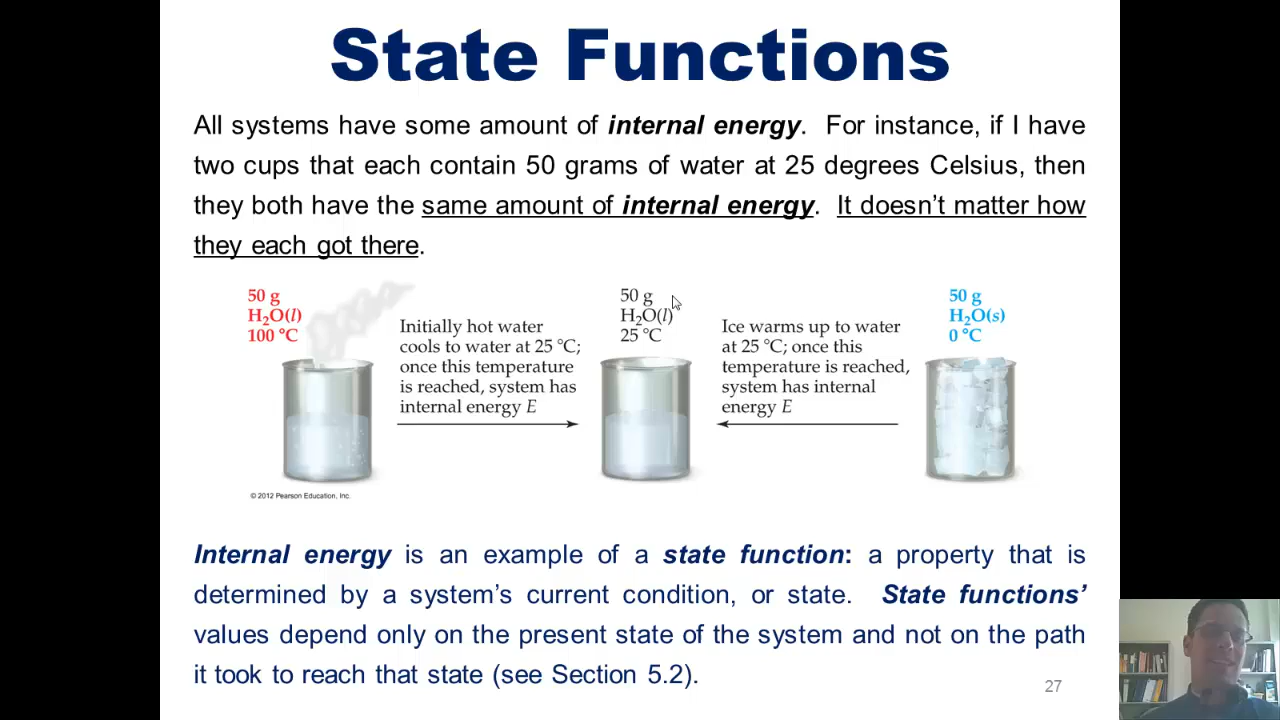 State Functions
All systems have some amount of internal energy. For instance, if I have
two cups that each contain 50 grams of water at 25 degrees Celsius, then
they both have the same amount of internal energy. It doesn’t matter how
they each got there.
50 g
H₂O(l)
100 °C
Initially hot water
cools to water at 25 °C;
once this temperature
is reached, system has
internal energy E
50 g
H₂O(l)
25 °C
Ice warms up to water
at 25 °C; once this
temperature is reached,
system has internal
energy E
50 g
H₂O(s)
0 °C
© 2012 Pearson Education, Inc.
Internal energy is an example of a state function: a property that is
determined by a system’s current condition, or state. State functions’
values depend only on the present state of the system and not on the path
it took to reach that state (see Section 5.2).
27